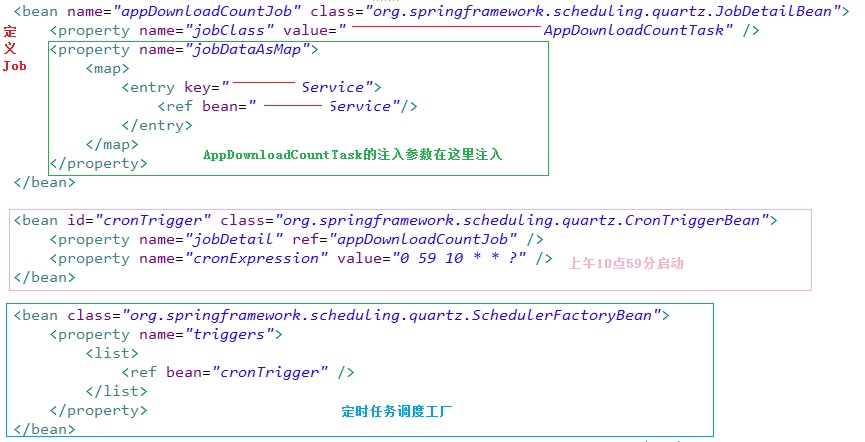 <bean name="appDownloadCountJob" class="org.springframework.scheduling.quartz.JobDetailBean">
定义Job
<property name="jobClass" value=" AppDownloadCountTask" />
<property name="jobDataAsMap">
<map>
<entry key=" Service">
<ref bean=" Service"/>
</entry>
</map>
AppDownloadCountTask的注入参数在这里注入
</property>
</bean>
<bean id="cronTrigger" class="org.springframework.scheduling.quartz.CronTriggerBean">
<property name="jobDetail" ref="appDownloadCountJob" />
<property name="cronExpression" value="0 59 10 * * ?" /> 上午10点59分启动
</bean>
<bean class="org.springframework.scheduling.quartz.SchedulerFactoryBean">
<property name="triggers">
<list>
<ref bean="cronTrigger" />
</list>
</property> 定时任务调度工厂
</bean>